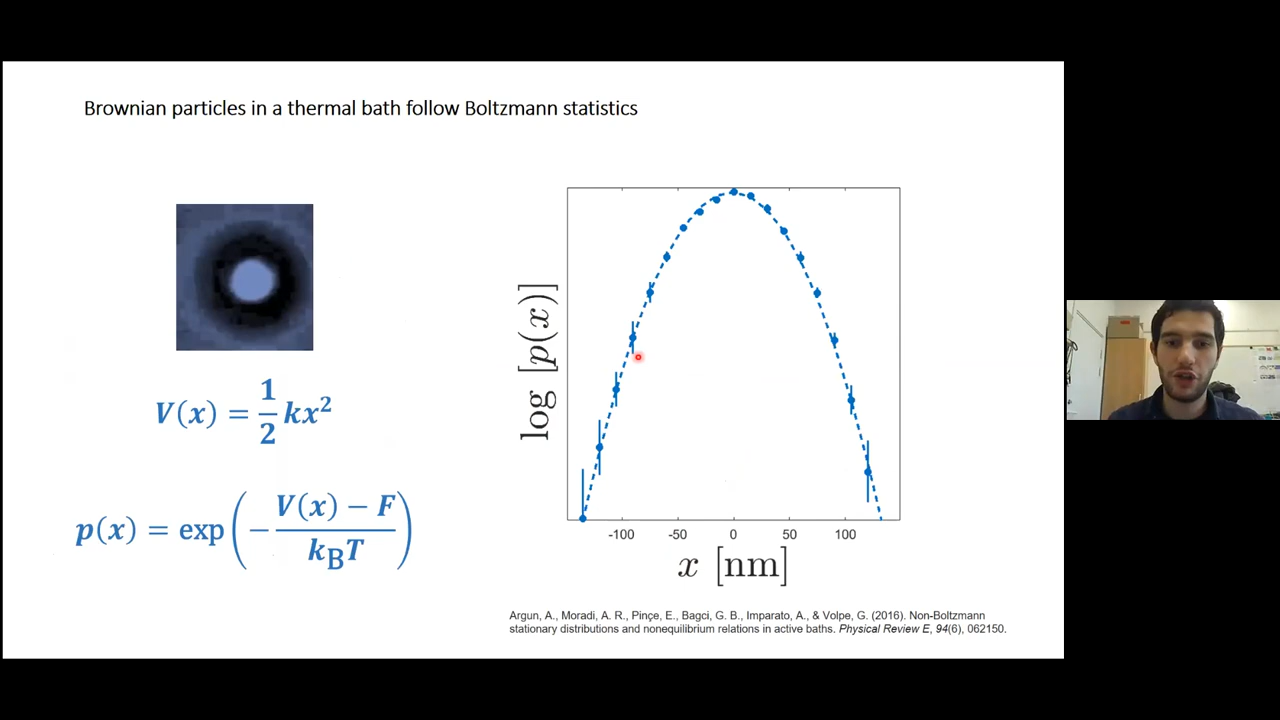 Brownian particles in a thermal bath follow Boltzmann statistics
V(x) = 1/2 kx²
p(x) = exp(−(V(x) − F)/(k_B T))
log [p(x)]
-100 -50 0 50 100
x [nm]
Argun, A., Moradi, A. R., Pinçe, E., Bagci, G. B., Imparato, A., & Volpe, G. (2016). Non-Boltzmann
stationary distributions and nonequilibrium relations in active baths. Physical Review E, 94(6), 062150.